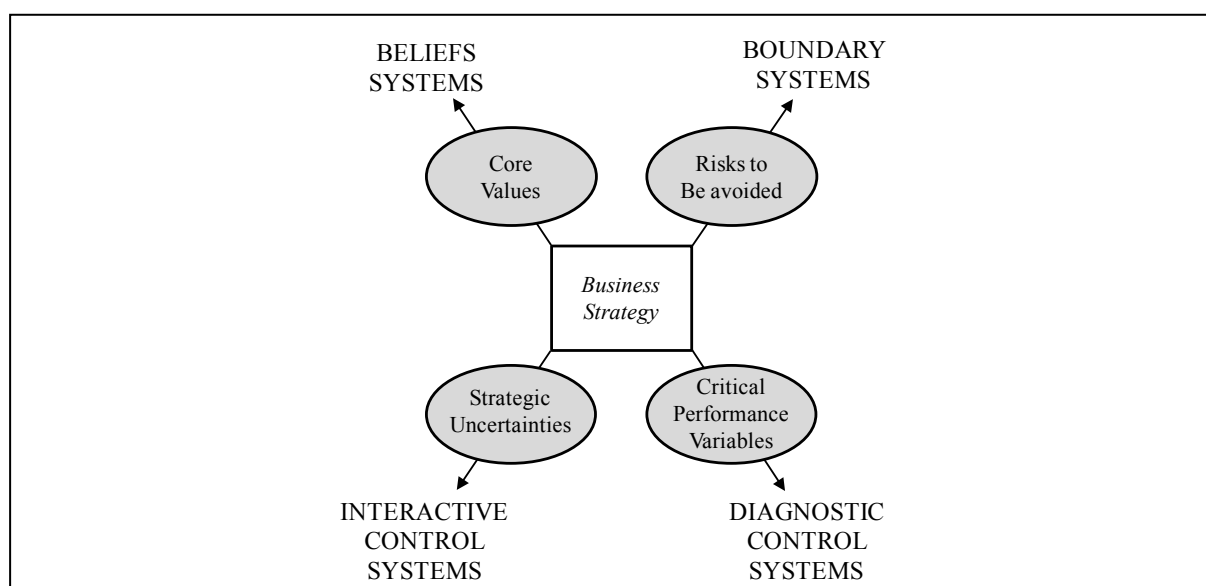 BELIEFS
SYSTEMS
BOUNDARY
SYSTEMS
Core
Values
Risks to
Be avoided
Business
Strategy
Strategic
Uncertainties
Critical
Performance
Variables
INTERACTIVE
CONTROL
SYSTEMS
DIAGNOSTIC
CONTROL
SYSTEMS